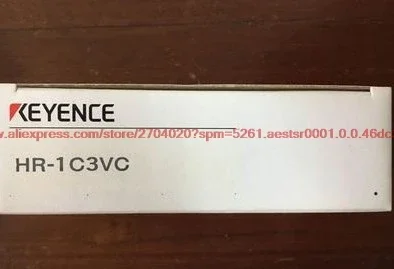 KEYENCE
w.aliexpress.com/store/2704020?spm=5261.aestsr0001.0.0.46dc
HR-1C3VC